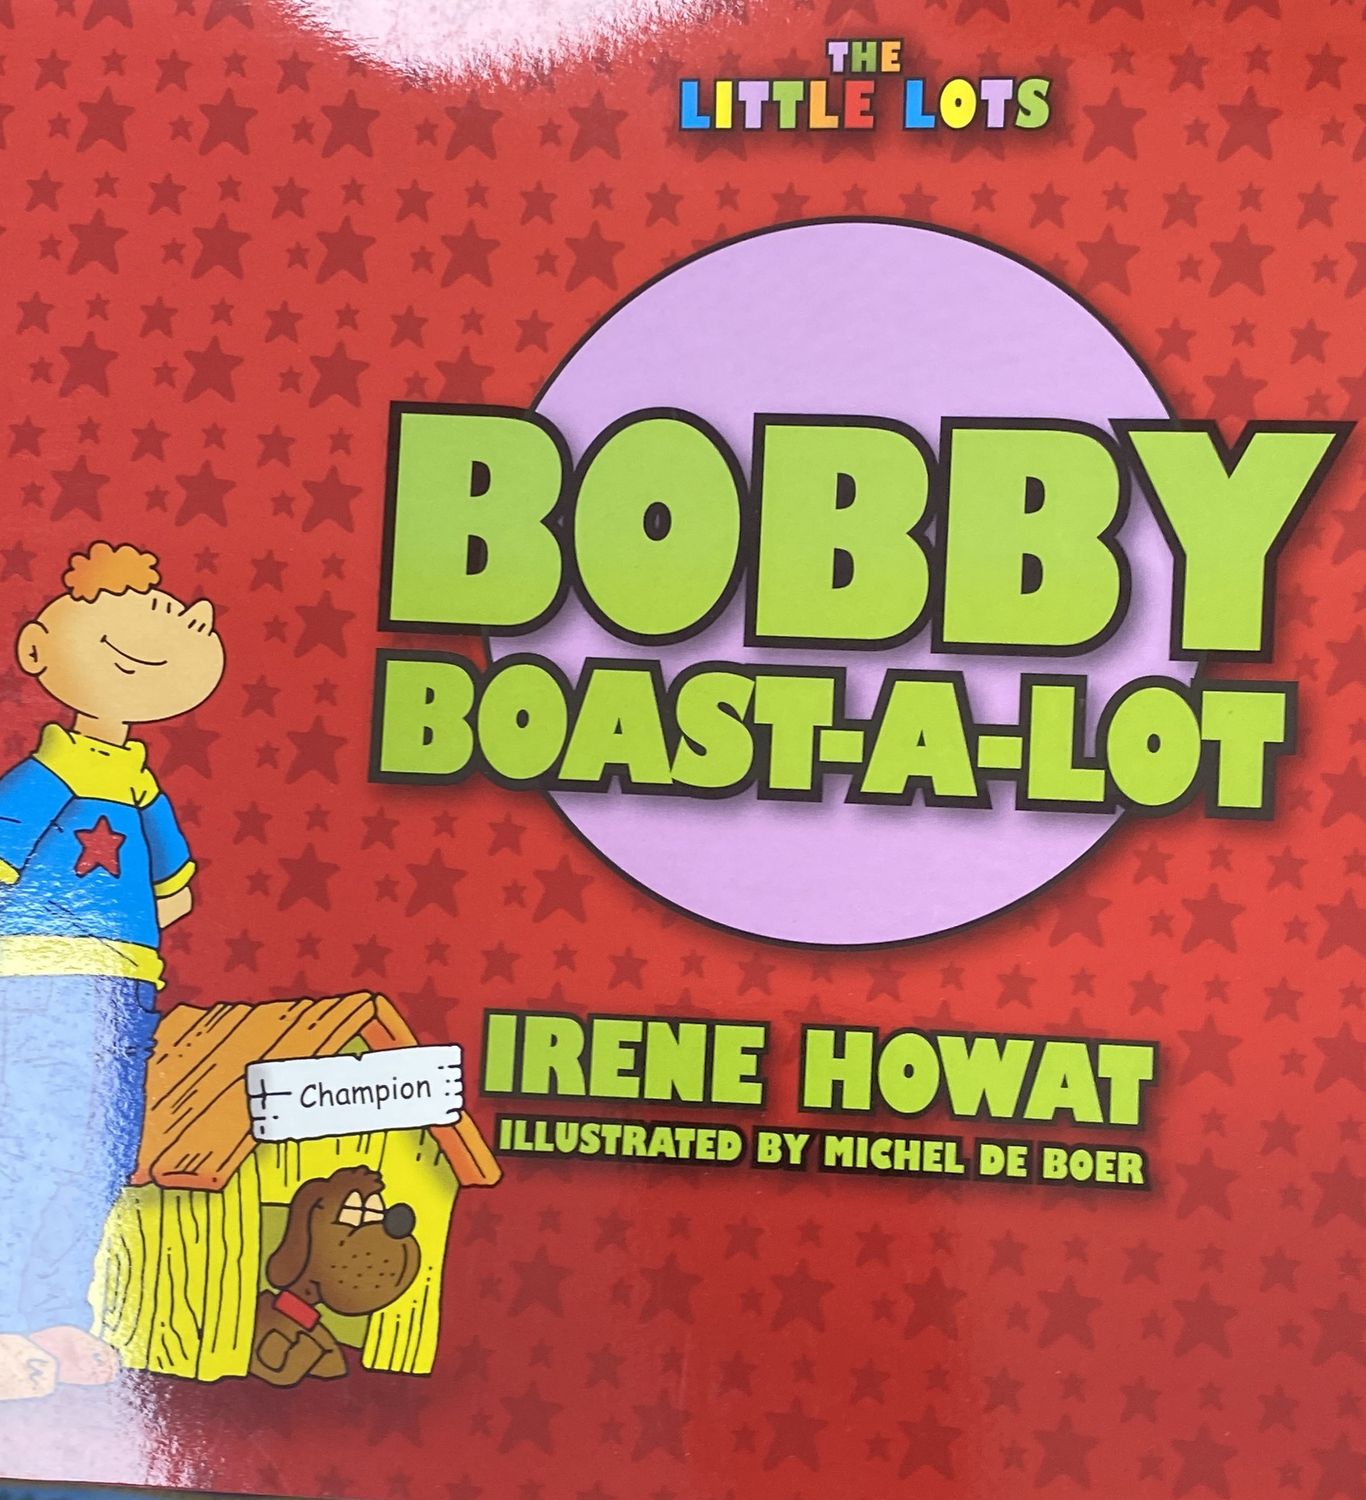 THE
LITTLE LOTS
BOBBY
BOAST-A-LOT
IRENE HOWAT
ILLUSTRATED BY MICHEL DE BOER
Champion